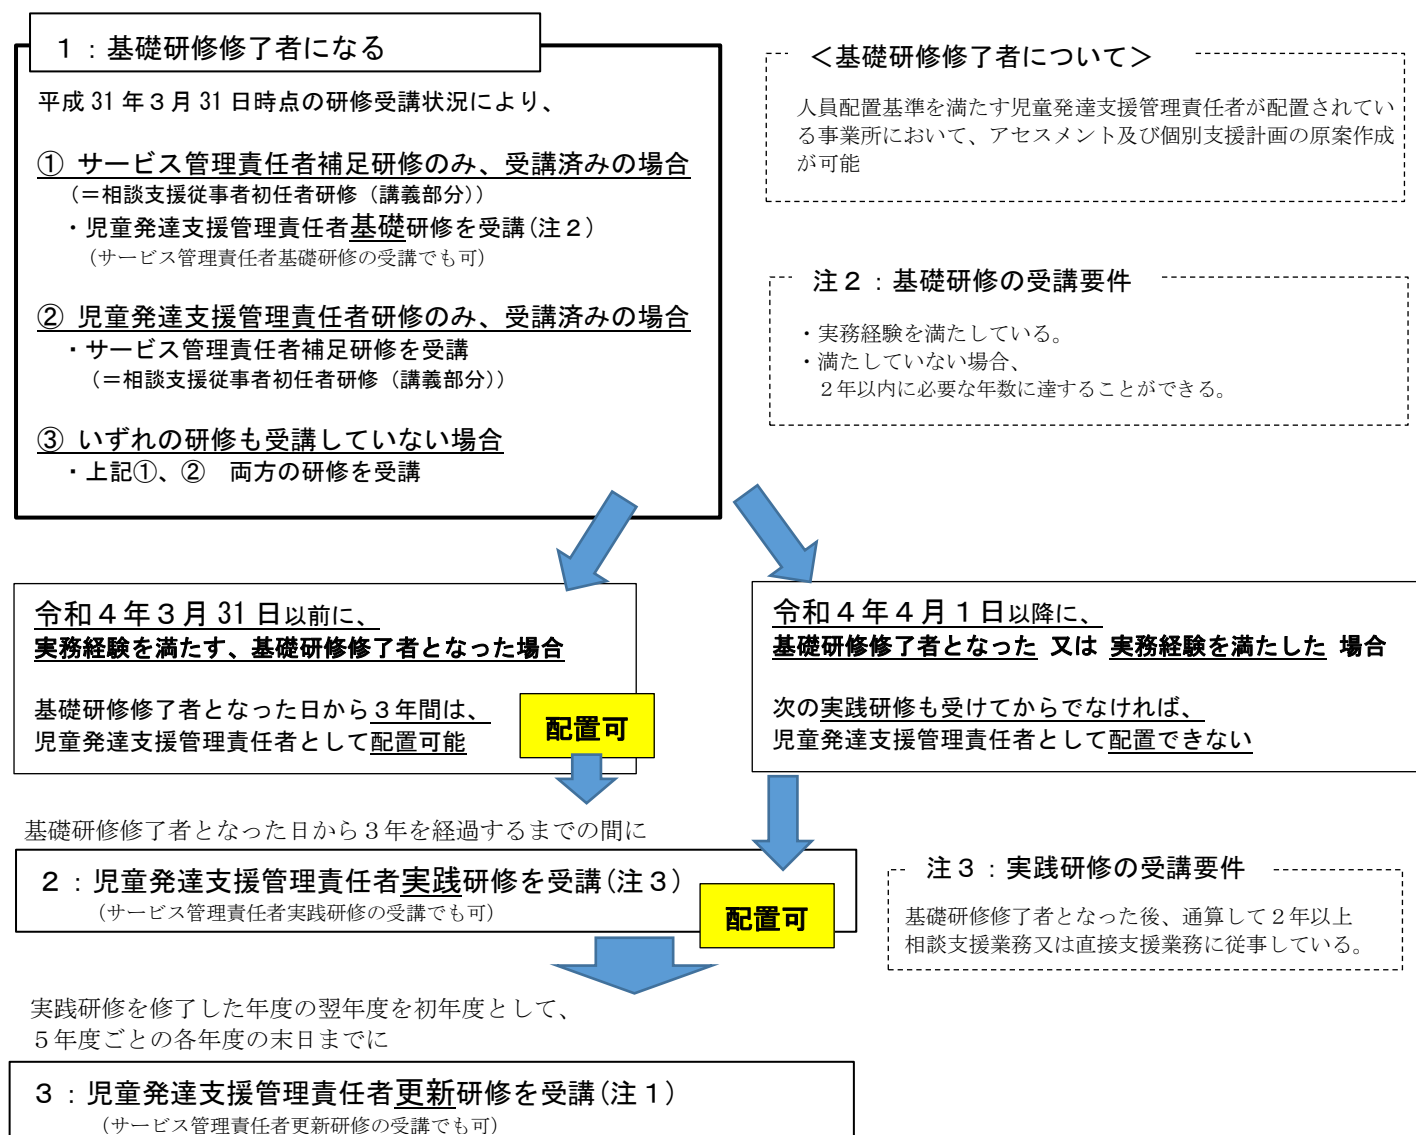 １：基礎研修修了者になる
平成31年３月31日時点の研修受講状況により、
① サービス管理責任者補足研修のみ、受講済みの場合
（＝相談支援従事者初任者研修（講義部分））
・児童発達支援管理責任者基礎研修を受講(注２)
（サービス管理責任者基礎研修の受講でも可）
② 児童発達支援管理責任者研修のみ、受講済みの場合
・サービス管理責任者補足研修を受講
（＝相談支援従事者初任者研修（講義部分））
③ いずれの研修も受講していない場合
・上記①、②　両方の研修を受講
＜基礎研修修了者について＞
人員配置基準を満たす児童発達支援管理責任者が配置されてい
る事業所において、アセスメント及び個別支援計画の原案作成
が可能
注２：基礎研修の受講要件
・実務経験を満たしている。
・満たしていない場合、
２年以内に必要な年数に達することができる。
令和４年３月31日以前に、
実務経験を満たす、基礎研修修了者となった場合
基礎研修修了者となった日から３年間は、
児童発達支援管理責任者として配置可能
配置可
令和４年４月１日以降に、
基礎研修修了者となった 又は 実務経験を満たした 場合
次の実践研修も受けてからでなければ、
児童発達支援管理責任者として配置できない
基礎研修修了者となった日から３年を経過するまでの間に
２：児童発達支援管理責任者実践研修を受講(注３)
（サービス管理責任者実践研修の受講でも可）
配置可
注３：実践研修の受講要件
基礎研修修了者となった後、通算して２年以上
相談支援業務又は直接支援業務に従事している。
実践研修を修了した年度の翌年度を初年度として、
５年度ごとの各年度の末日までに
３：児童発達支援管理責任者更新研修を受講(注１)
（サービス管理責任者更新研修の受講でも可）